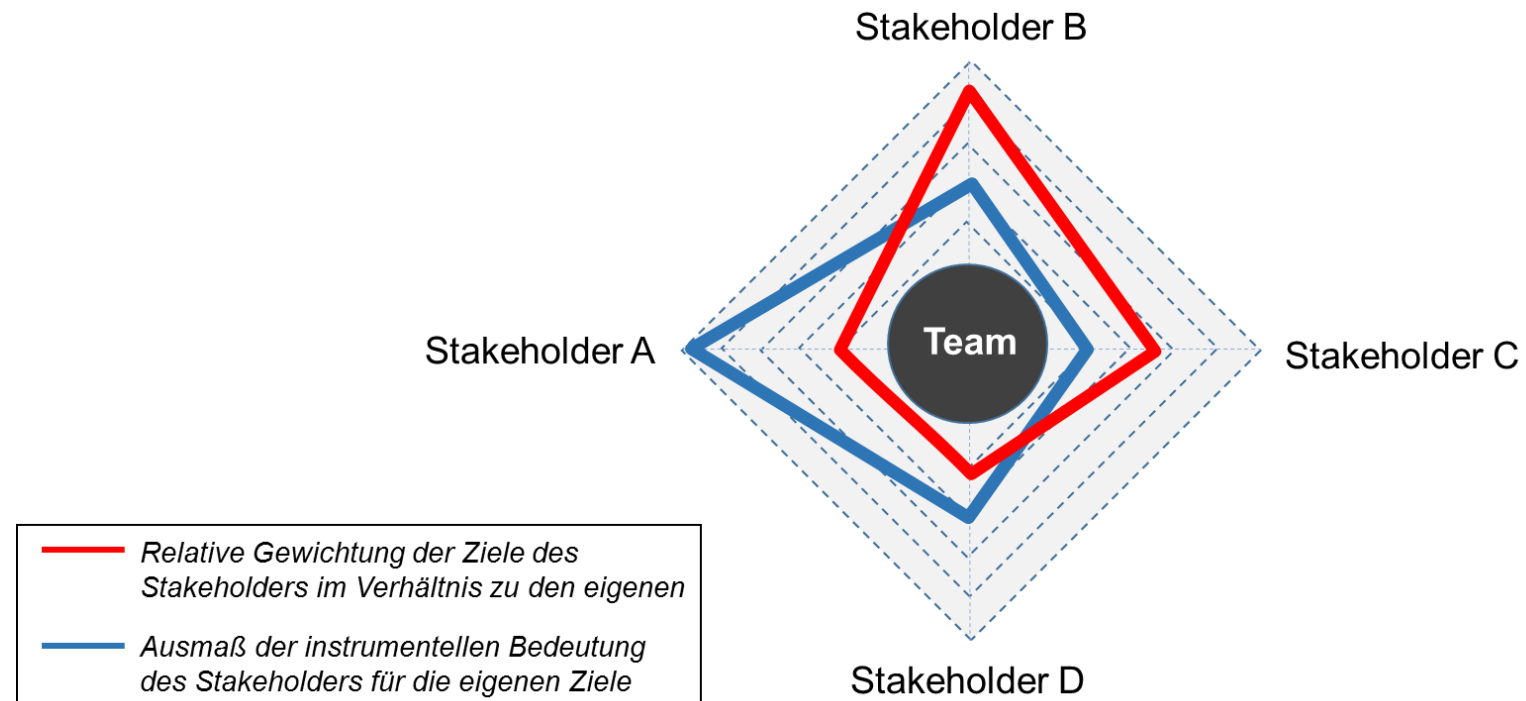 Stakeholder B
Stakeholder A
Team
Stakeholder C
Stakeholder D
Relative Gewichtung der Ziele des
Stakeholders im Verhältnis zu den eigenen
Ausmaß der instrumentellen Bedeutung
des Stakeholders für die eigenen Ziele